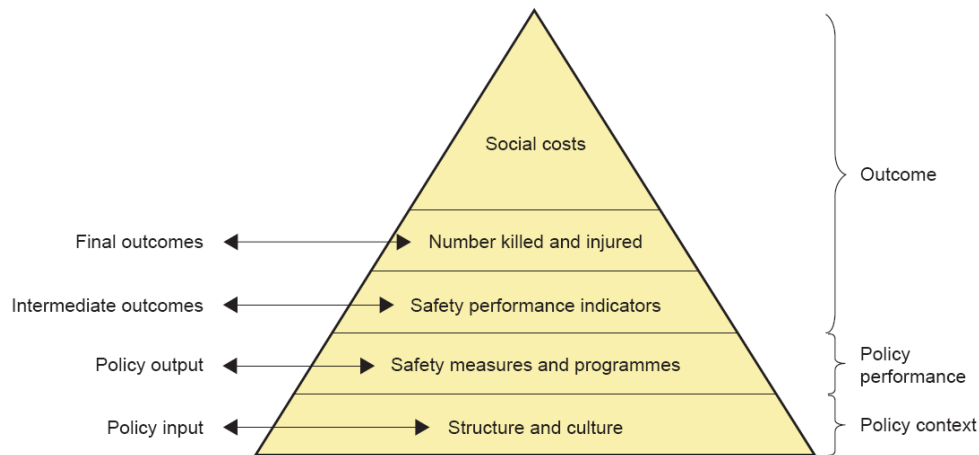 Social costs
Outcome
Final outcomes
Number killed and injured
Intermediate outcomes
Safety performance indicators
Policy output
Safety measures and programmes
Policy
performance
Policy input
Structure and culture
Policy context